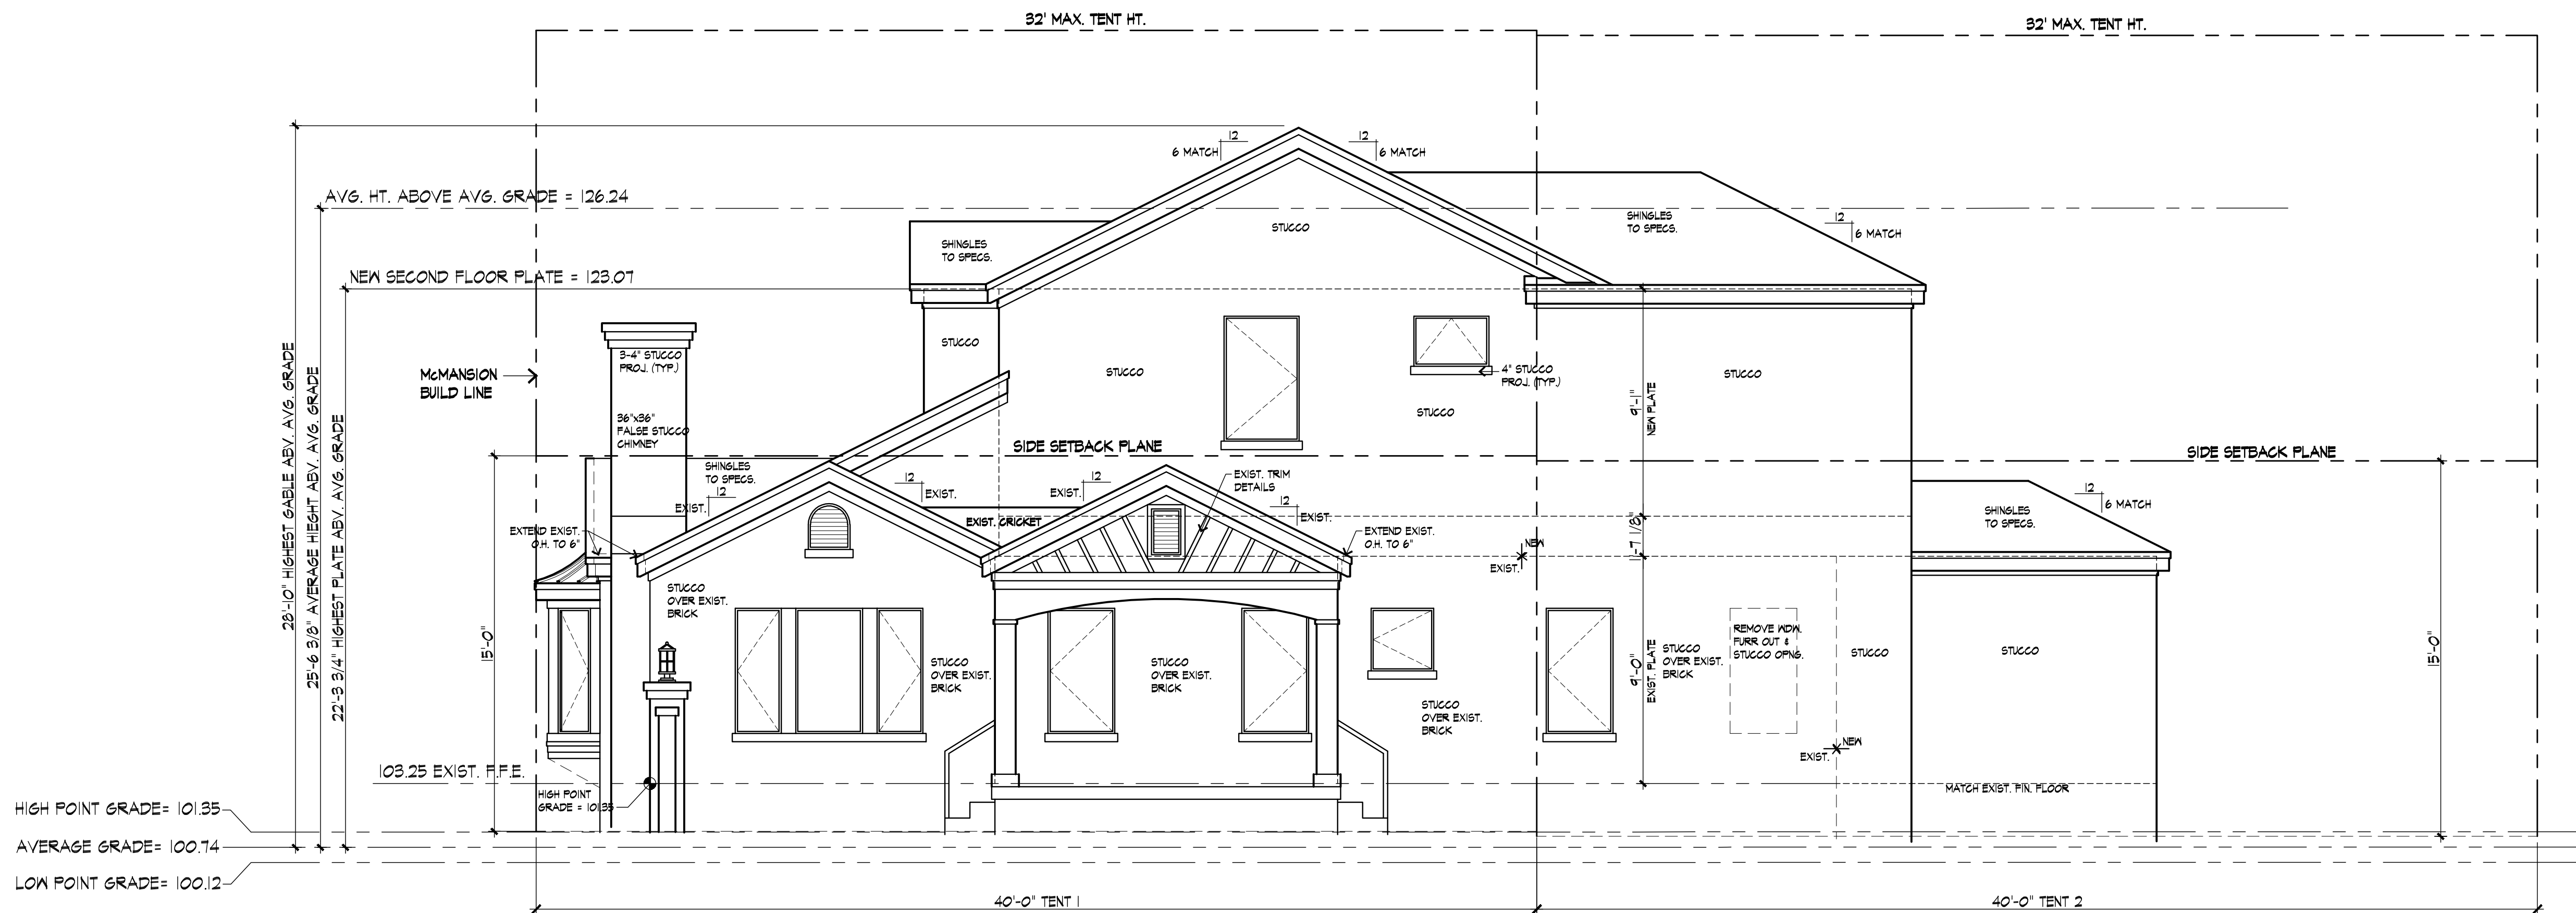 32' MAX. TENT HT.
32' MAX. TENT HT.
12
6 MATCH
12
6 MATCH
AVG. HT. ABOVE AVG. GRADE = 126.24
SHINGLES
TO SPECS.
STUCCO
SHINGLES
TO SPECS.
12
6 MATCH
NEW SECOND FLOOR PLATE = 123.07
28'-10" HIGHEST GABLE ABV. AVG. GRADE
25'-6 3/8" AVERAGE HIEGHT ABV. AVG. GRADE
22'-3 3/4" HIGHEST PLATE ABV. AVG. GRADE
McMANSION
BUILD LINE
3-4" STUCCO
PROJ. (TYP.)
36"x36"
FALSE STUCCO
CHIMNEY
STUCCO
STUCCO
4" STUCCO
PROJ. (TYP.)
STUCCO
STUCCO
9'-1"
NEW PLATE
SIDE SETBACK PLANE
SIDE SETBACK PLANE
SHINGLES
TO SPECS.
12
EXIST.
12
EXIST.
12
EXIST.
EXIST. TRIM
DETAILS
12
EXIST.
EXIST. CRICKET
EXTEND EXIST.
O.H. TO 6"
EXTEND EXIST.
O.H. TO 6"
NEW
EXIST.
1'-7 1/8"
SHINGLES
TO SPECS.
12
6 MATCH
STUCCO
OVER EXIST.
BRICK
15'-0"
STUCCO
OVER EXIST.
BRICK
STUCCO
OVER EXIST.
BRICK
STUCCO
OVER EXIST.
BRICK
9'-0"
EXIST. PLATE
STUCCO
OVER EXIST.
BRICK
REMOVE WDW.
FURR OUT &
STUCCO OPNG.
STUCCO
STUCCO
15'-0"
NEW
EXIST.
103.25 EXIST. F.F.E.
HIGH POINT
GRADE = 101.35
MATCH EXIST. FIN. FLOOR
HIGH POINT GRADE= 101.35
AVERAGE GRADE= 100.74
LOW POINT GRADE= 100.12
40'-0" TENT 1
40'-0" TENT 2